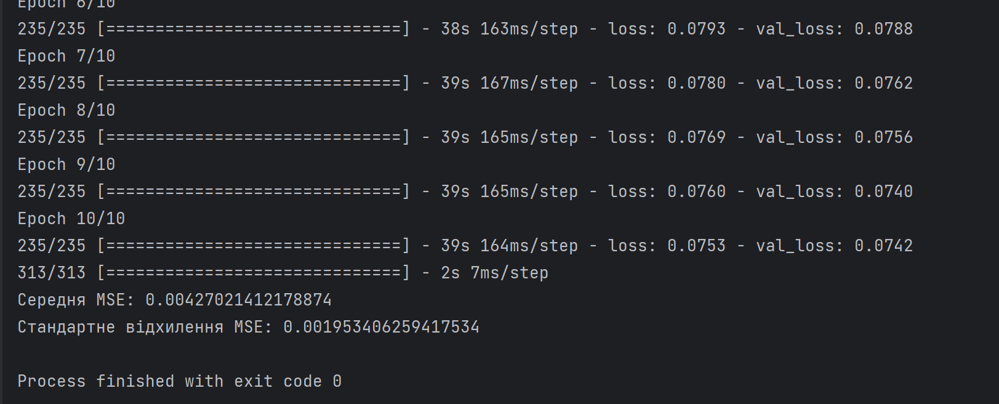 Epoch 6/10
235/235 [==============================] - 38s 163ms/step - loss: 0.0793 - val_loss: 0.0788
Epoch 7/10
235/235 [==============================] - 39s 167ms/step - loss: 0.0780 - val_loss: 0.0762
Epoch 8/10
235/235 [==============================] - 39s 165ms/step - loss: 0.0769 - val_loss: 0.0756
Epoch 9/10
235/235 [==============================] - 39s 165ms/step - loss: 0.0760 - val_loss: 0.0740
Epoch 10/10
235/235 [==============================] - 39s 164ms/step - loss: 0.0753 - val_loss: 0.0742
313/313 [==============================] - 2s 7ms/step
Середня MSE: 0.00427021412178874
Стандартне відхилення MSE: 0.001953406259417534
Process finished with exit code 0